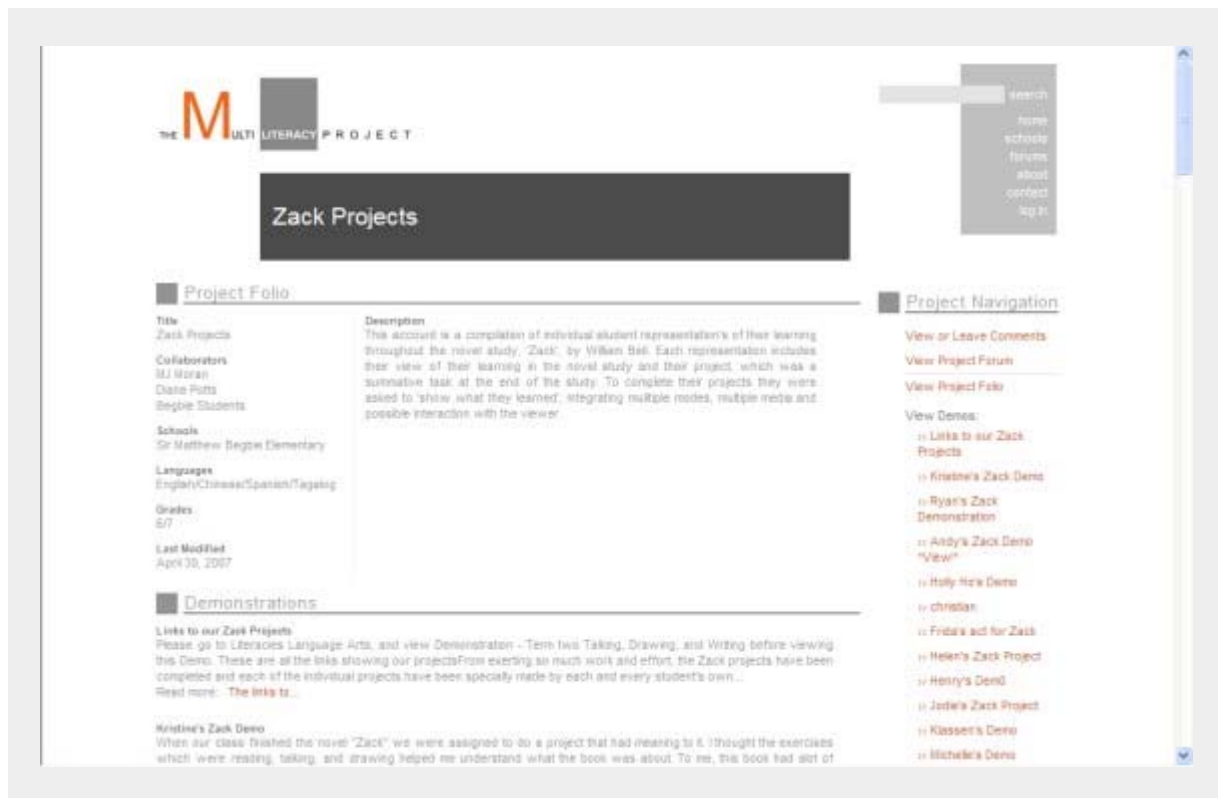 THE MULTI LITERACY PROJECT
search
home
schools
forums
about
contact
log in
Zack Projects
Project Folio
Title
Zack Projects
Collaborators
MJ Moran
Diane Potts
Begbie Students
Schools
Sir Matthew Begbie Elementary
Languages
English/Chinese/Spanish/Tagalog
Grades
6/7
Last Modified
April 30, 2007
Description
This account is a compilation of individual student representation's of their learning
throughout the novel study, 'Zack', by William Bell. Each representation includes
their view of their learning in the novel study and their project, which was a
summative task at the end of the study. To complete their projects they were
asked to 'show what they learned', integrating multiple modes, multiple media and
possible interaction with the viewer.
Demonstrations
Links to our Zack Projects
Please go to Literacies Language Arts, and view Demonstration - Term two Talking, Drawing, and Writing before viewing
this Demo. These are all the links showing our projectsFrom exerting so much work and effort, the Zack projects have been
completed and each of the individual projects have been specially made by each and every student's own...
Read more: The links to...
Kristine's Zack Demo
When our class finished the novel "Zack" we were assigned to do a project that had meaning to it. I thought the exercises
which were reading, talking, and drawing helped me understand what the book was about. To me, this book had alot of
Project Navigation
View or Leave Comments
View Project Forum
View Project Folio
View Demos:
:: Links to our Zack
Projects
:: Kristine's Zack Demo
:: Ryan's Zack
Demonstration
:: Andy's Zack Demo
*View!*
:: Holly Ho's Demo
:: christian
:: Frida's act for Zack
:: Helen's Zack Project
:: Henry's Dem0
:: Jodie's Zack Project
:: Klassen's Demo
:: Michelle's Demo